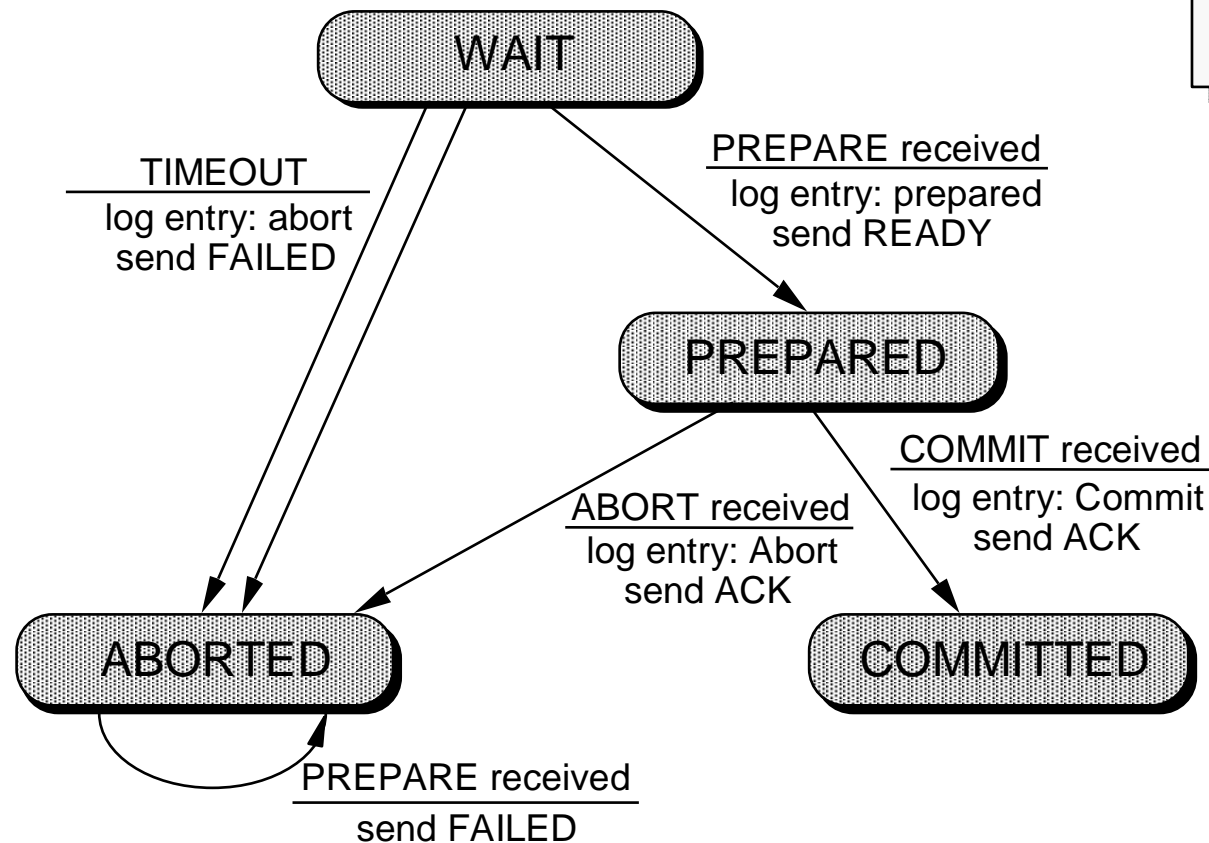 WAIT
TIMEOUT
log entry: abort
send FAILED
PREPARE received
log entry: prepared
send READY
PREPARED
COMMIT received
log entry: Commit
send ACK
ABORT received
log entry: Abort
send ACK
ABORTED
COMMITTED
PREPARE received
send FAILED